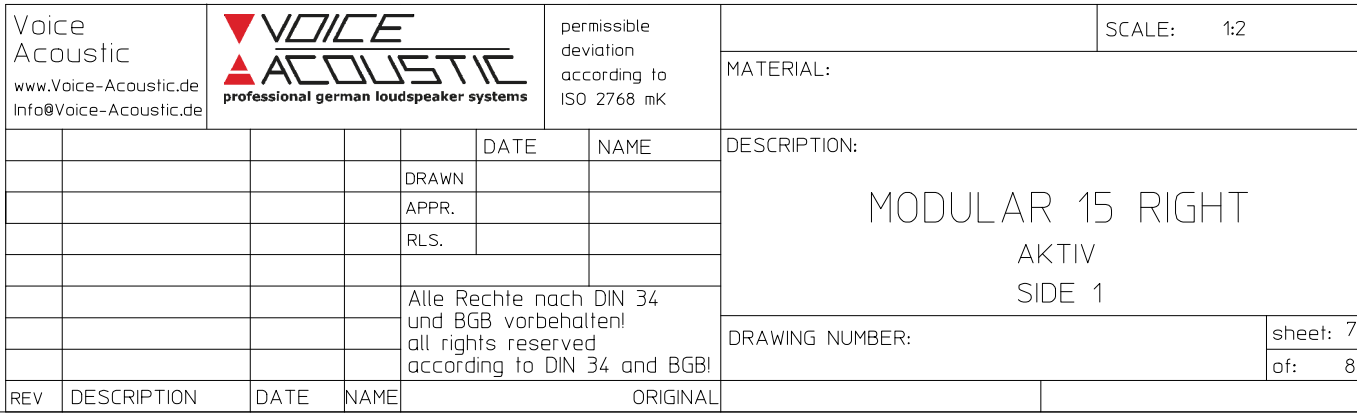 Voice
Acoustic
www.Voice-Acoustic.de
Info@Voice-Acoustic.de
VOICE
ACOUSTIC
professional german loudspeaker systems
permissible
deviation
according to
ISO 2768 mK
SCALE: 1:2
MATERIAL:
DATE NAME
DRAWN
APPR.
RLS.
DESCRIPTION:
MODULAR 15 RIGHT
AKTIV
SIDE 1
Alle Rechte nach DIN 34
und BGB vorbehalten!
all rights reserved
according to DIN 34 and BGB!
DRAWING NUMBER:
sheet: 7
of: 8
REV DESCRIPTION DATE NAME ORIGINAL